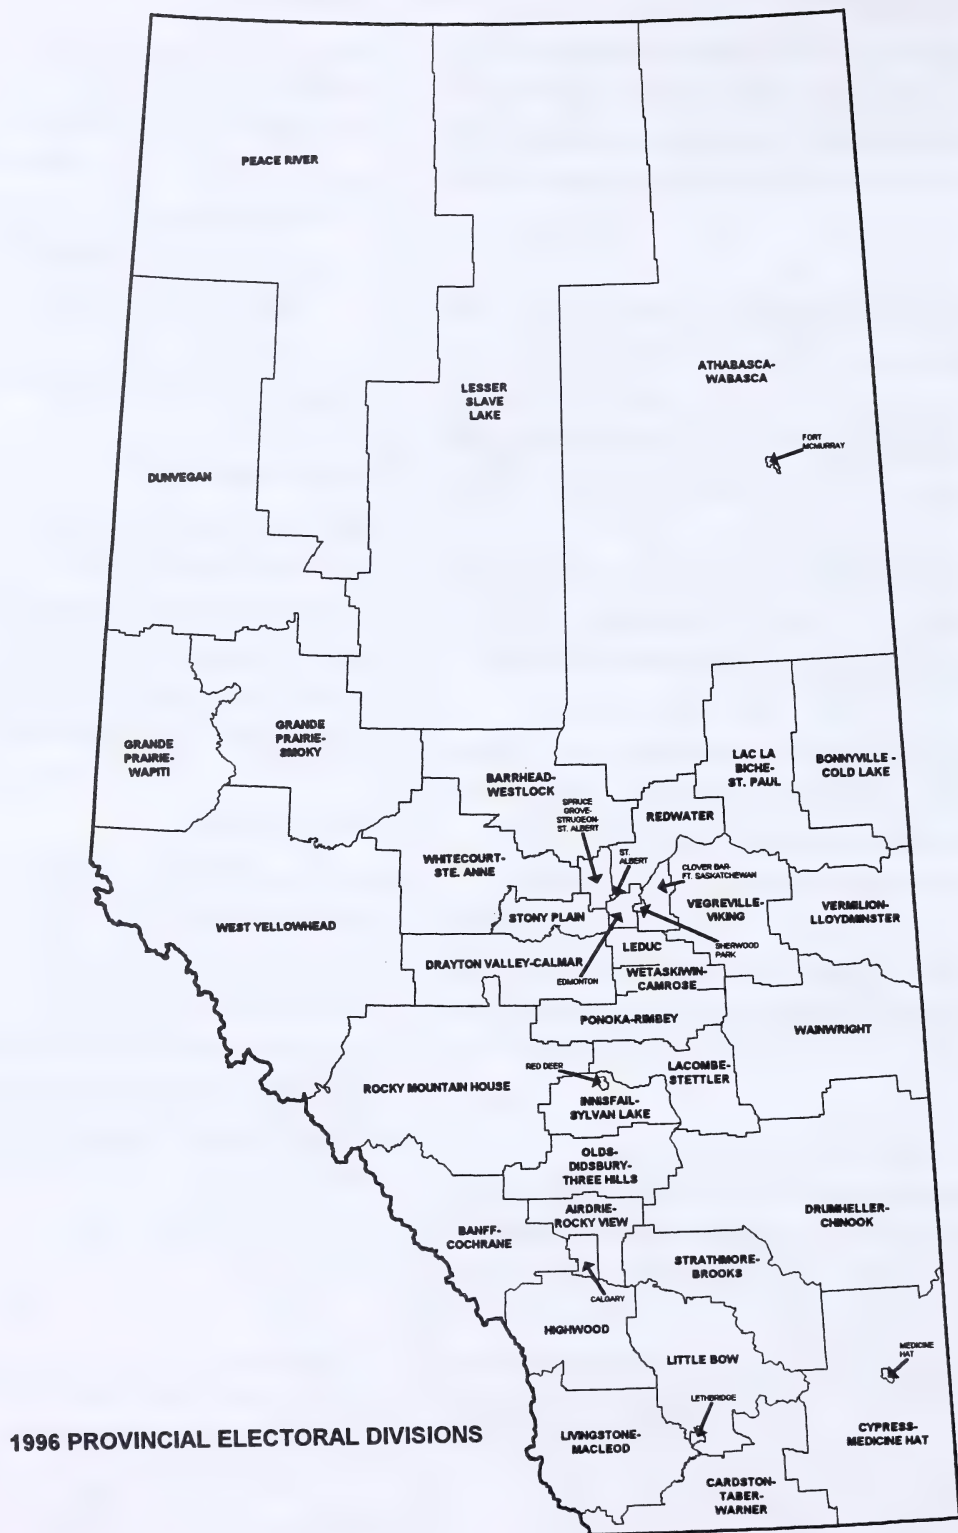 PEACE RIVER
ATHABASCA-
WABASCA
LESSER
SLAVE
LAKE
FORT
MCMURRAY
DUNVEGAN
GRANDE
PRAIRIE-
SMOKY
GRANDE
PRAIRIE-
WAPITI
LAC LA
BICHE-
ST. PAUL
BONNYVILLE -
COLD LAKE
BARRHEAD-
WESTLOCK
SPRUCE
GROVE-
STRUGEON-
ST. ALBERT
REDWATER
ST.
ALBERT
CLOVER BAR-
FT. SASKATCHEWAN
WHITECOURT-
STE. ANNE
VEGREVILLE-
VIKING
VERMILION-
LLOYDMINSTER
STONY PLAIN
WEST YELLOWHEAD
LEDUC
SHERWOOD
PARK
DRAYTON VALLEY-CALMAR
EDMONTON
WETASKIWIN-
CAMROSE
PONOKA-RIMBEY
WAINWRIGHT
RED DEER
LACOMBE-
STETTLER
ROCKY MOUNTAIN HOUSE
INNISFAIL-
SYLVAN LAKE
OLDS-
DIDSBURY-
THREE HILLS
AIRDRIE-
ROCKY VIEW
DRUMHELLER-
CHINOOK
BANFF-
COCHRANE
STRATHMORE-
BROOKS
CALGARY
HIGHWOOD
LITTLE BOW
MEDICINE
HAT
LETHBRIDGE
CYPRESS-
MEDICINE HAT
LIVINGSTONE-
MACLEOD
1996 PROVINCIAL ELECTORAL DIVISIONS
CARDSTON-
TABER-
WARNER